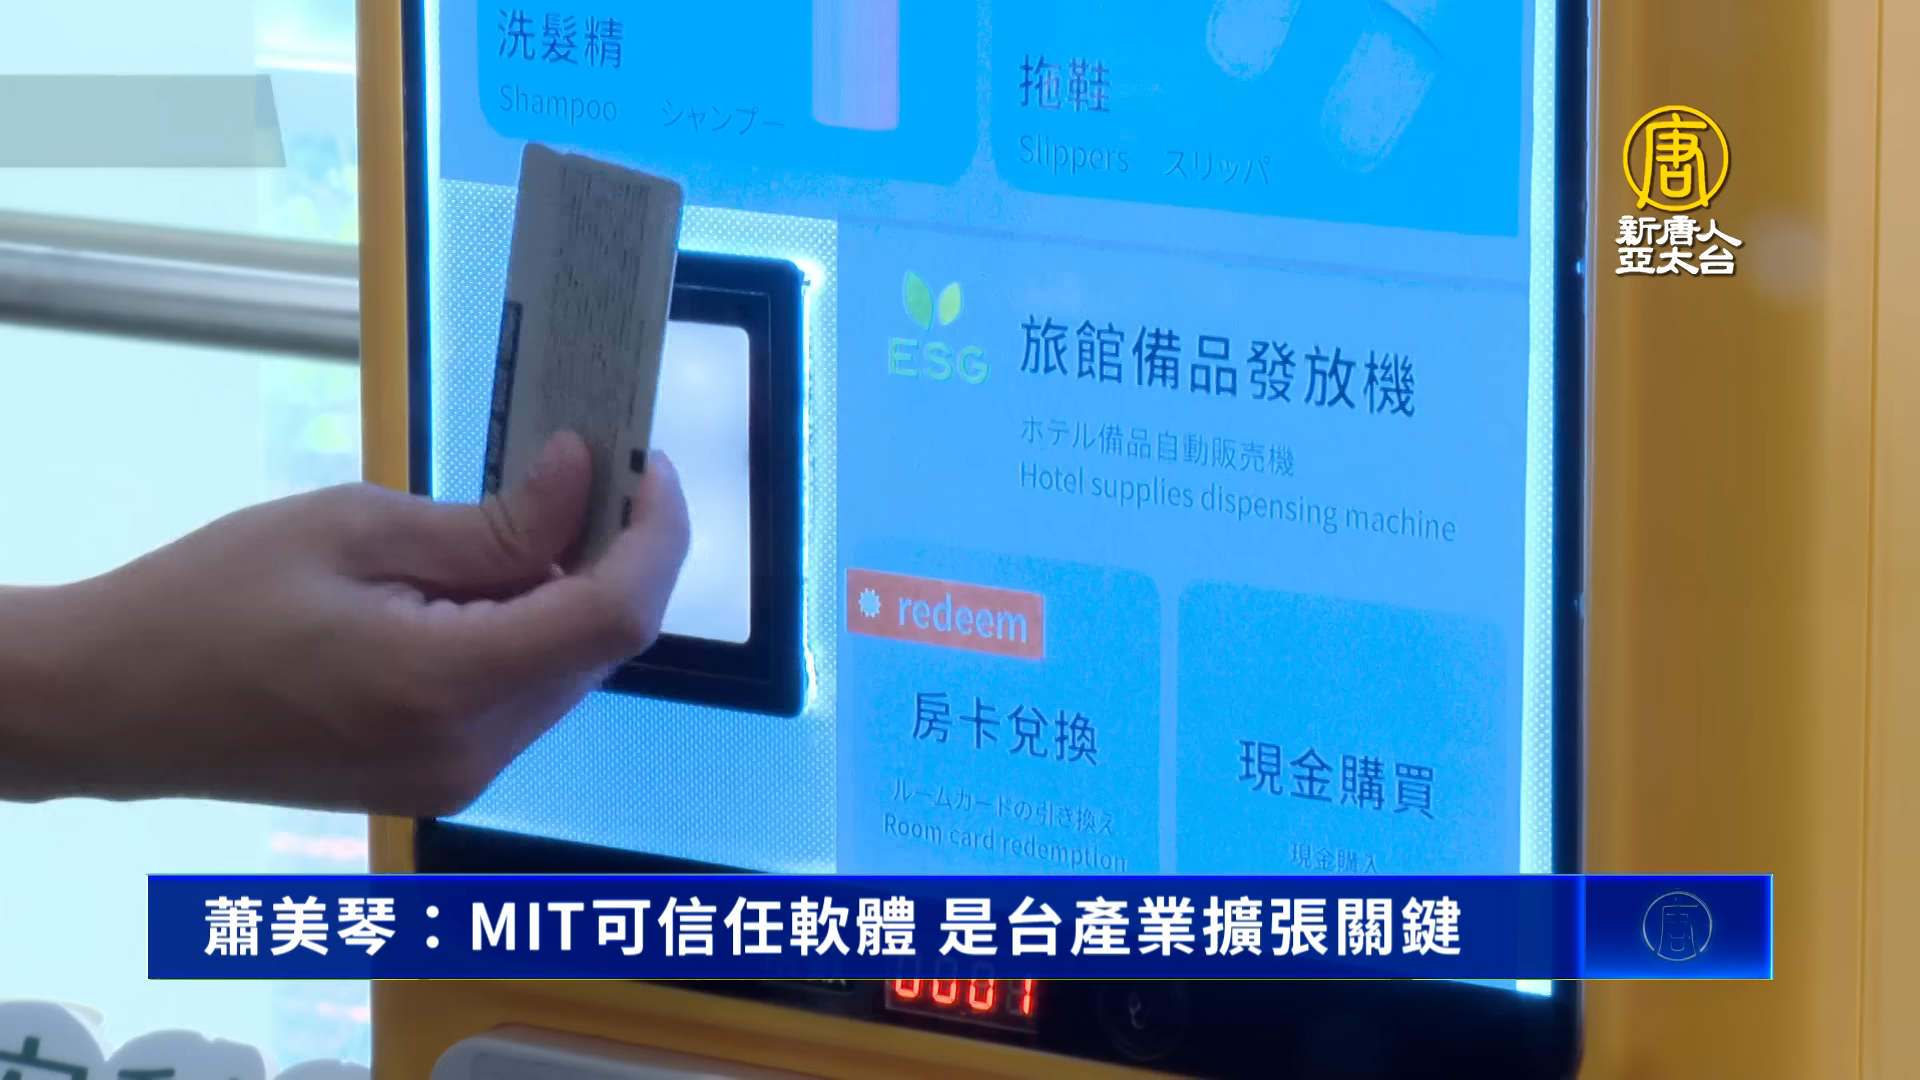 洗髮精
Shampoo シャンプー
拖鞋
Slippers スリッパ
唐
新唐人
亞太台
ESG
旅館備品發放機
ホテル備品自動販売機
Hotel supplies dispensing machine
redeem
房卡兌換
ルームカードの引き換え
Room card redemption
現金購買
現金購入
蕭美琴：MIT可信任軟體 是台產業擴張關鍵
唐
0001